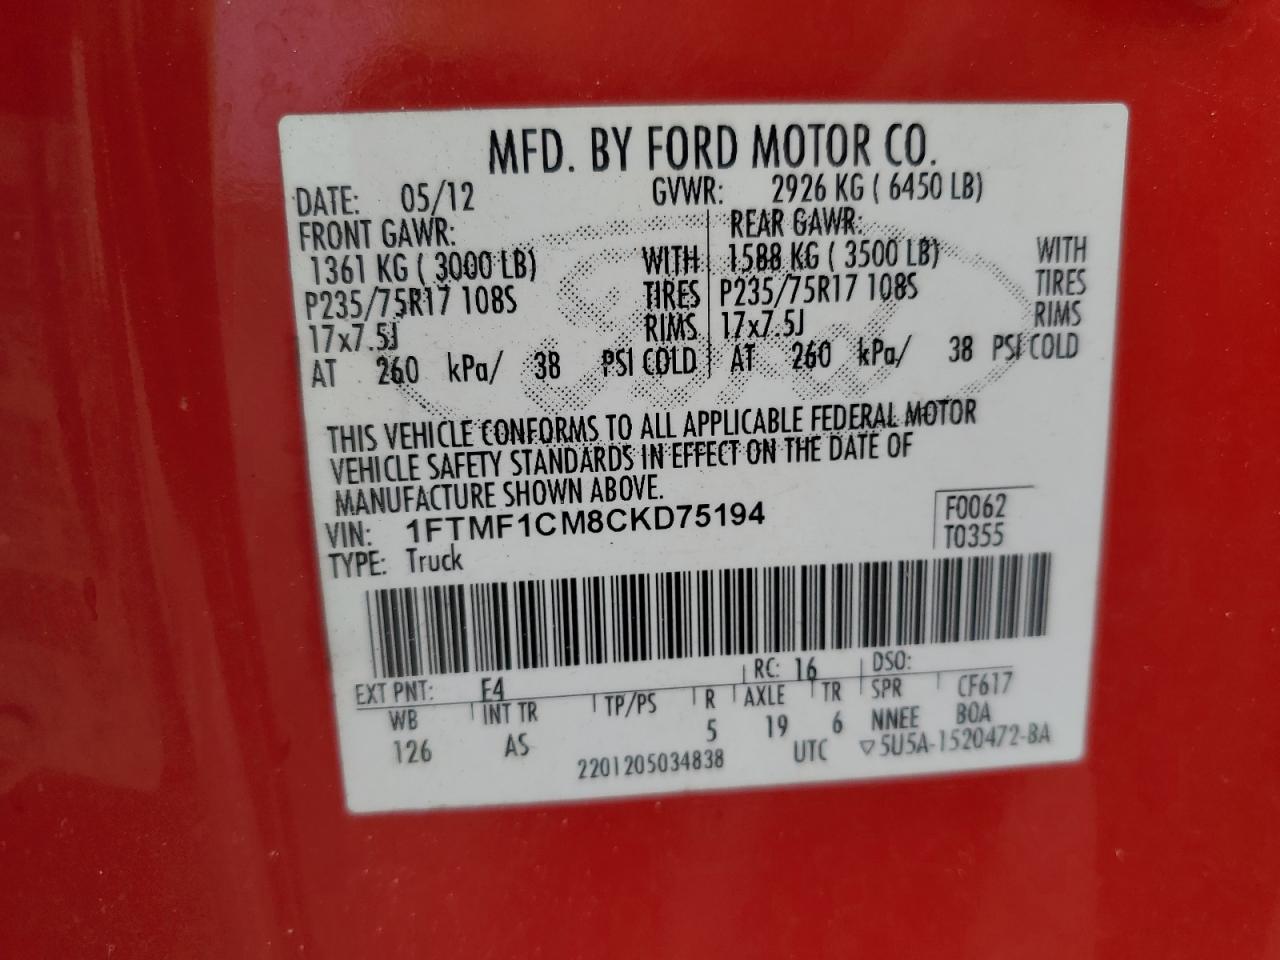 MFD. BY FORD MOTOR CO.
DATE: 05/12 GVWR: 2926 KG ( 6450 LB)
FRONT GAWR: REAR GAWR:
1361 KG ( 3000 LB) WITH 1588 KG ( 3500 LB) WITH
P235/75R17 108S TIRES P235/75R17 108S TIRES
17x7.5J RIMS 17x7.5J RIMS
AT 260 kPa/ 38 PSI COLD AT 260 kPa/ 38 PSI COLD
THIS VEHICLE CONFORMS TO ALL APPLICABLE FEDERAL MOTOR
VEHICLE SAFETY STANDARDS IN EFFECT ON THE DATE OF
MANUFACTURE SHOWN ABOVE.
VIN: 1FTMF1CM8CKD75194 F0062
TYPE: Truck T0355
EXT PNT: E4 RC: 16 DSO:
WB INT TR TP/PS R AXLE TR SPR CF617
126 AS 5 19 6 NNEE BOA
2201205034838 UTC ▽5U5A-1520472-BA